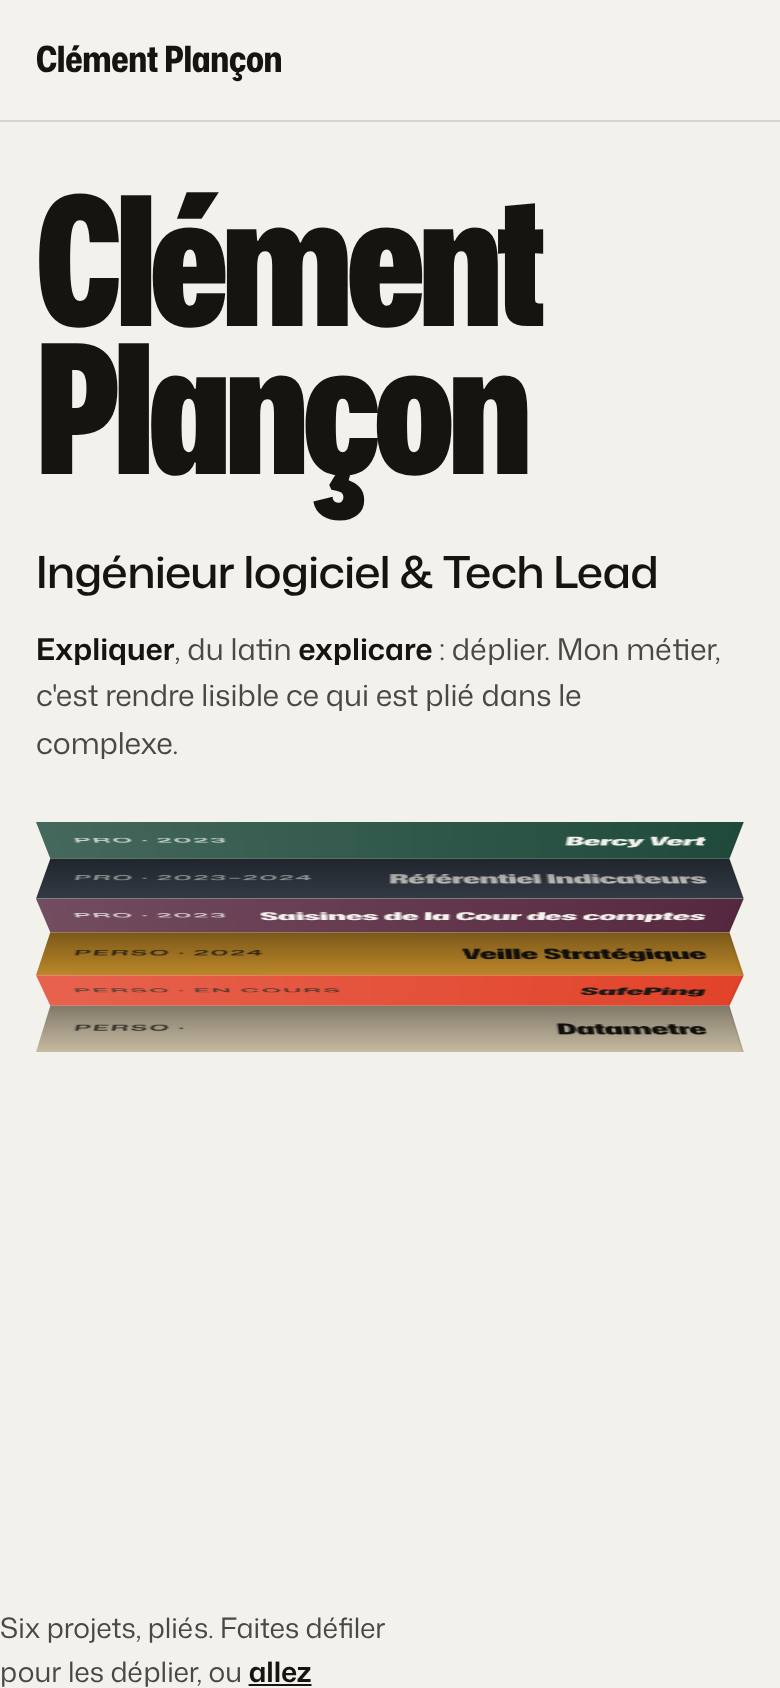 Clément Plançon
Clément
Plançon
Ingénieur logiciel & Tech Lead
Expliquer, du latin explicare : déplier. Mon métier,
c'est rendre lisible ce qui est plié dans le
complexe.
PRO · 2023 Bercy Vert
PRO · 2023–2024 Référentiel Indicateurs
PRO · 2023 Saisines de la Cour des comptes
PERSO · 2024 Veille Stratégique
PERSO · EN COURS SafePing
PERSO · Datametre
Six projets, pliés. Faites défiler
pour les déplier, ou allez